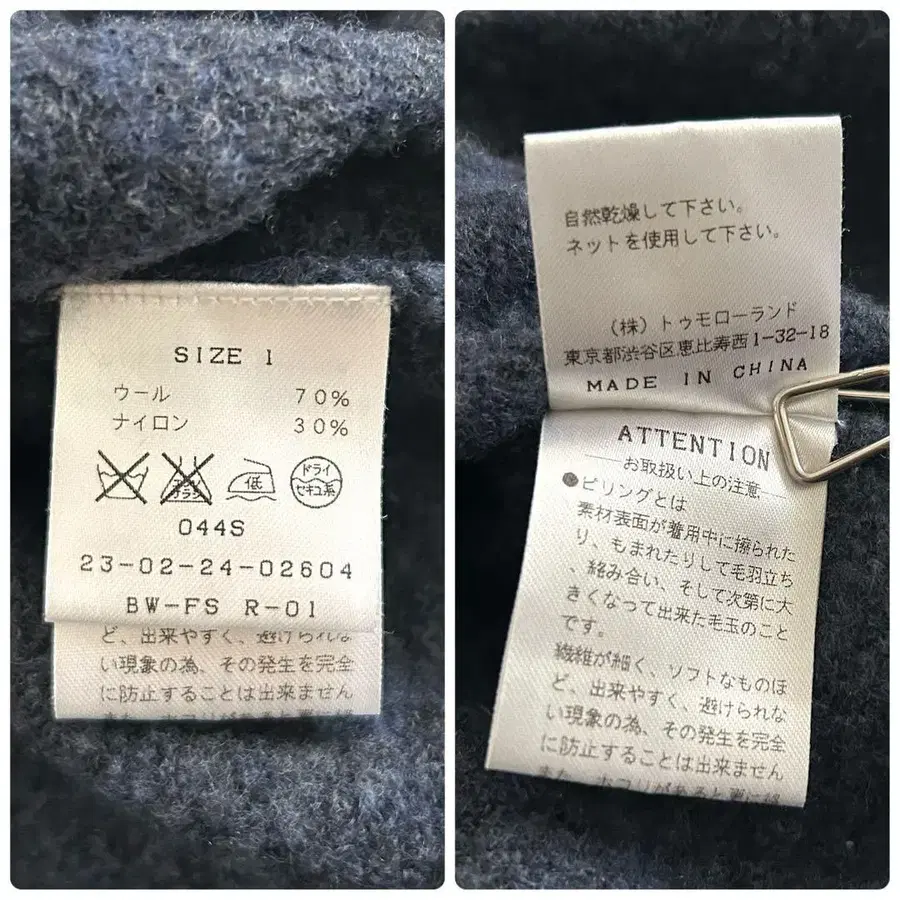 SIZE 1
ウール 70%
ナイロン 30%
低
ドライ
セキユ系
044S
23-02-24-02604
BW-FS R-01
ど、出来やすく、避けられな
い現象の為、その発生を完全
に防止することは出来ません
自然乾燥して下さい。
ネットを使用して下さい。
(株)トゥモローランド
東京都渋谷区恵比寿西1-32-18
MADE IN CHINA
ATTENTION
お取扱い上の注意
●ピリングとは
素材表面が着用中に擦られた
り、もまれたりして毛羽立ち
、絡み合い、そして次第に大
きくなって出来た毛玉のこと
です。
繊維が細く、ソフトなものほ
ど、出来やすく、避けられな
い現象の為、その発生を完全
に防止することは出来ません